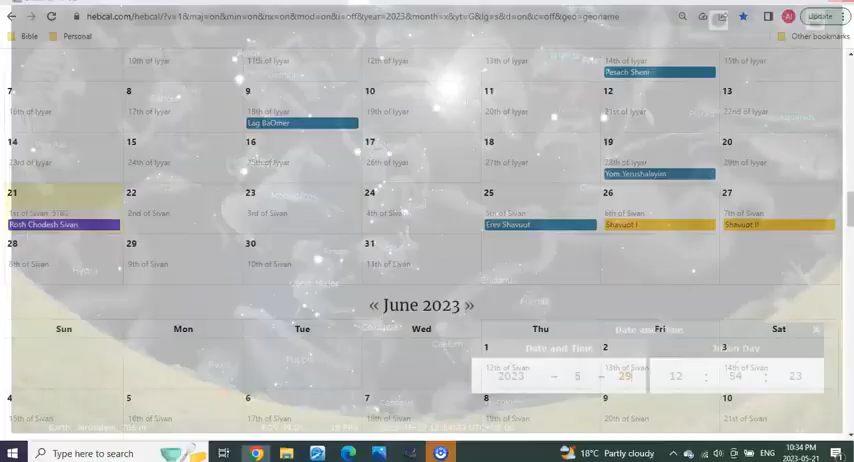 hebcal.com/hebcal/?v=1&maj=on&min=on&nx=on&mod=on&s=off&year=2023&month=x&yt=G&lg=s&d=on&c=off&geo=geoname
Update
Bible Personal Other bookmarks
10th of Iyyar 11th of Iyyar 12th of Iyyar 13th of Iyyar 14th of Iyyar 15th of Iyyar
Pesach Sheni
7 8 9 10 11 12 13
16th of Iyyar 17th of Iyyar 18th of Iyyar 19th of Iyyar 20th of Iyyar 21st of Iyyar 22nd of Iyyar
Lag BaOmer
14 15 16 17 18 19 20
23rd of Iyyar 24th of Iyyar 25th of Iyyar 26th of Iyyar 27th of Iyyar 28th of Iyyar 29th of Iyyar
Yom Yerushalayim
21 22 23 24 25 26 27
1st of Sivan 5783 2nd of Sivan 3rd of Sivan 4th of Sivan 5th of Sivan 6th of Sivan 7th of Sivan
Rosh Chodesh Sivan Erev Shavuot Shavuot I Shavuot II
28 29 30 31
8th of Sivan 9th of Sivan 10th of Sivan 11th of Sivan
Hydra
« June 2023 »
Sun Mon Tue Wed Thu Fri Sat
Date and Time
Date and Time Julian Day
1 2 3
12th of Sivan 13th of Sivan 14th of Sivan
2023 - 5 - 29 12 : 54 : 23
4 5 6 7 8 9 10
15th of Sivan 16th of Sivan 17th of Sivan 18th of Sivan 19th of Sivan 20th of Sivan 21st of Sivan
Type here to search
18°C Partly cloudy
ENG
10:34 PM
2023-05-21